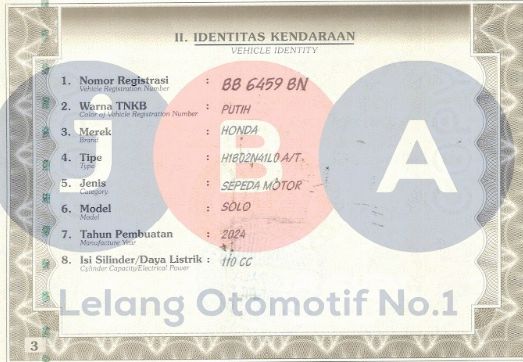 II. IDENTITAS KENDARAAN
VEHICLE IDENTITY
1. Nomor Registrasi : BB 6459 BN
Vehicle Registration Number
2. Warna TNKB : PUTIH
Color of Vehicle Registration Number
3. Merek : HONDA
Brand
4. Tipe : H1B02N41L0 A/T
Type
5. Jenis : SEPEDA MOTOR
Category
6. Model : SOLO
Model
7. Tahun Pembuatan : 2024
Manufacture Year
8. Isi Silinder/Daya Listrik : 110 CC
Cylinder Capacity/Electrical Power
J B A
Lelang Otomotif No.1
3